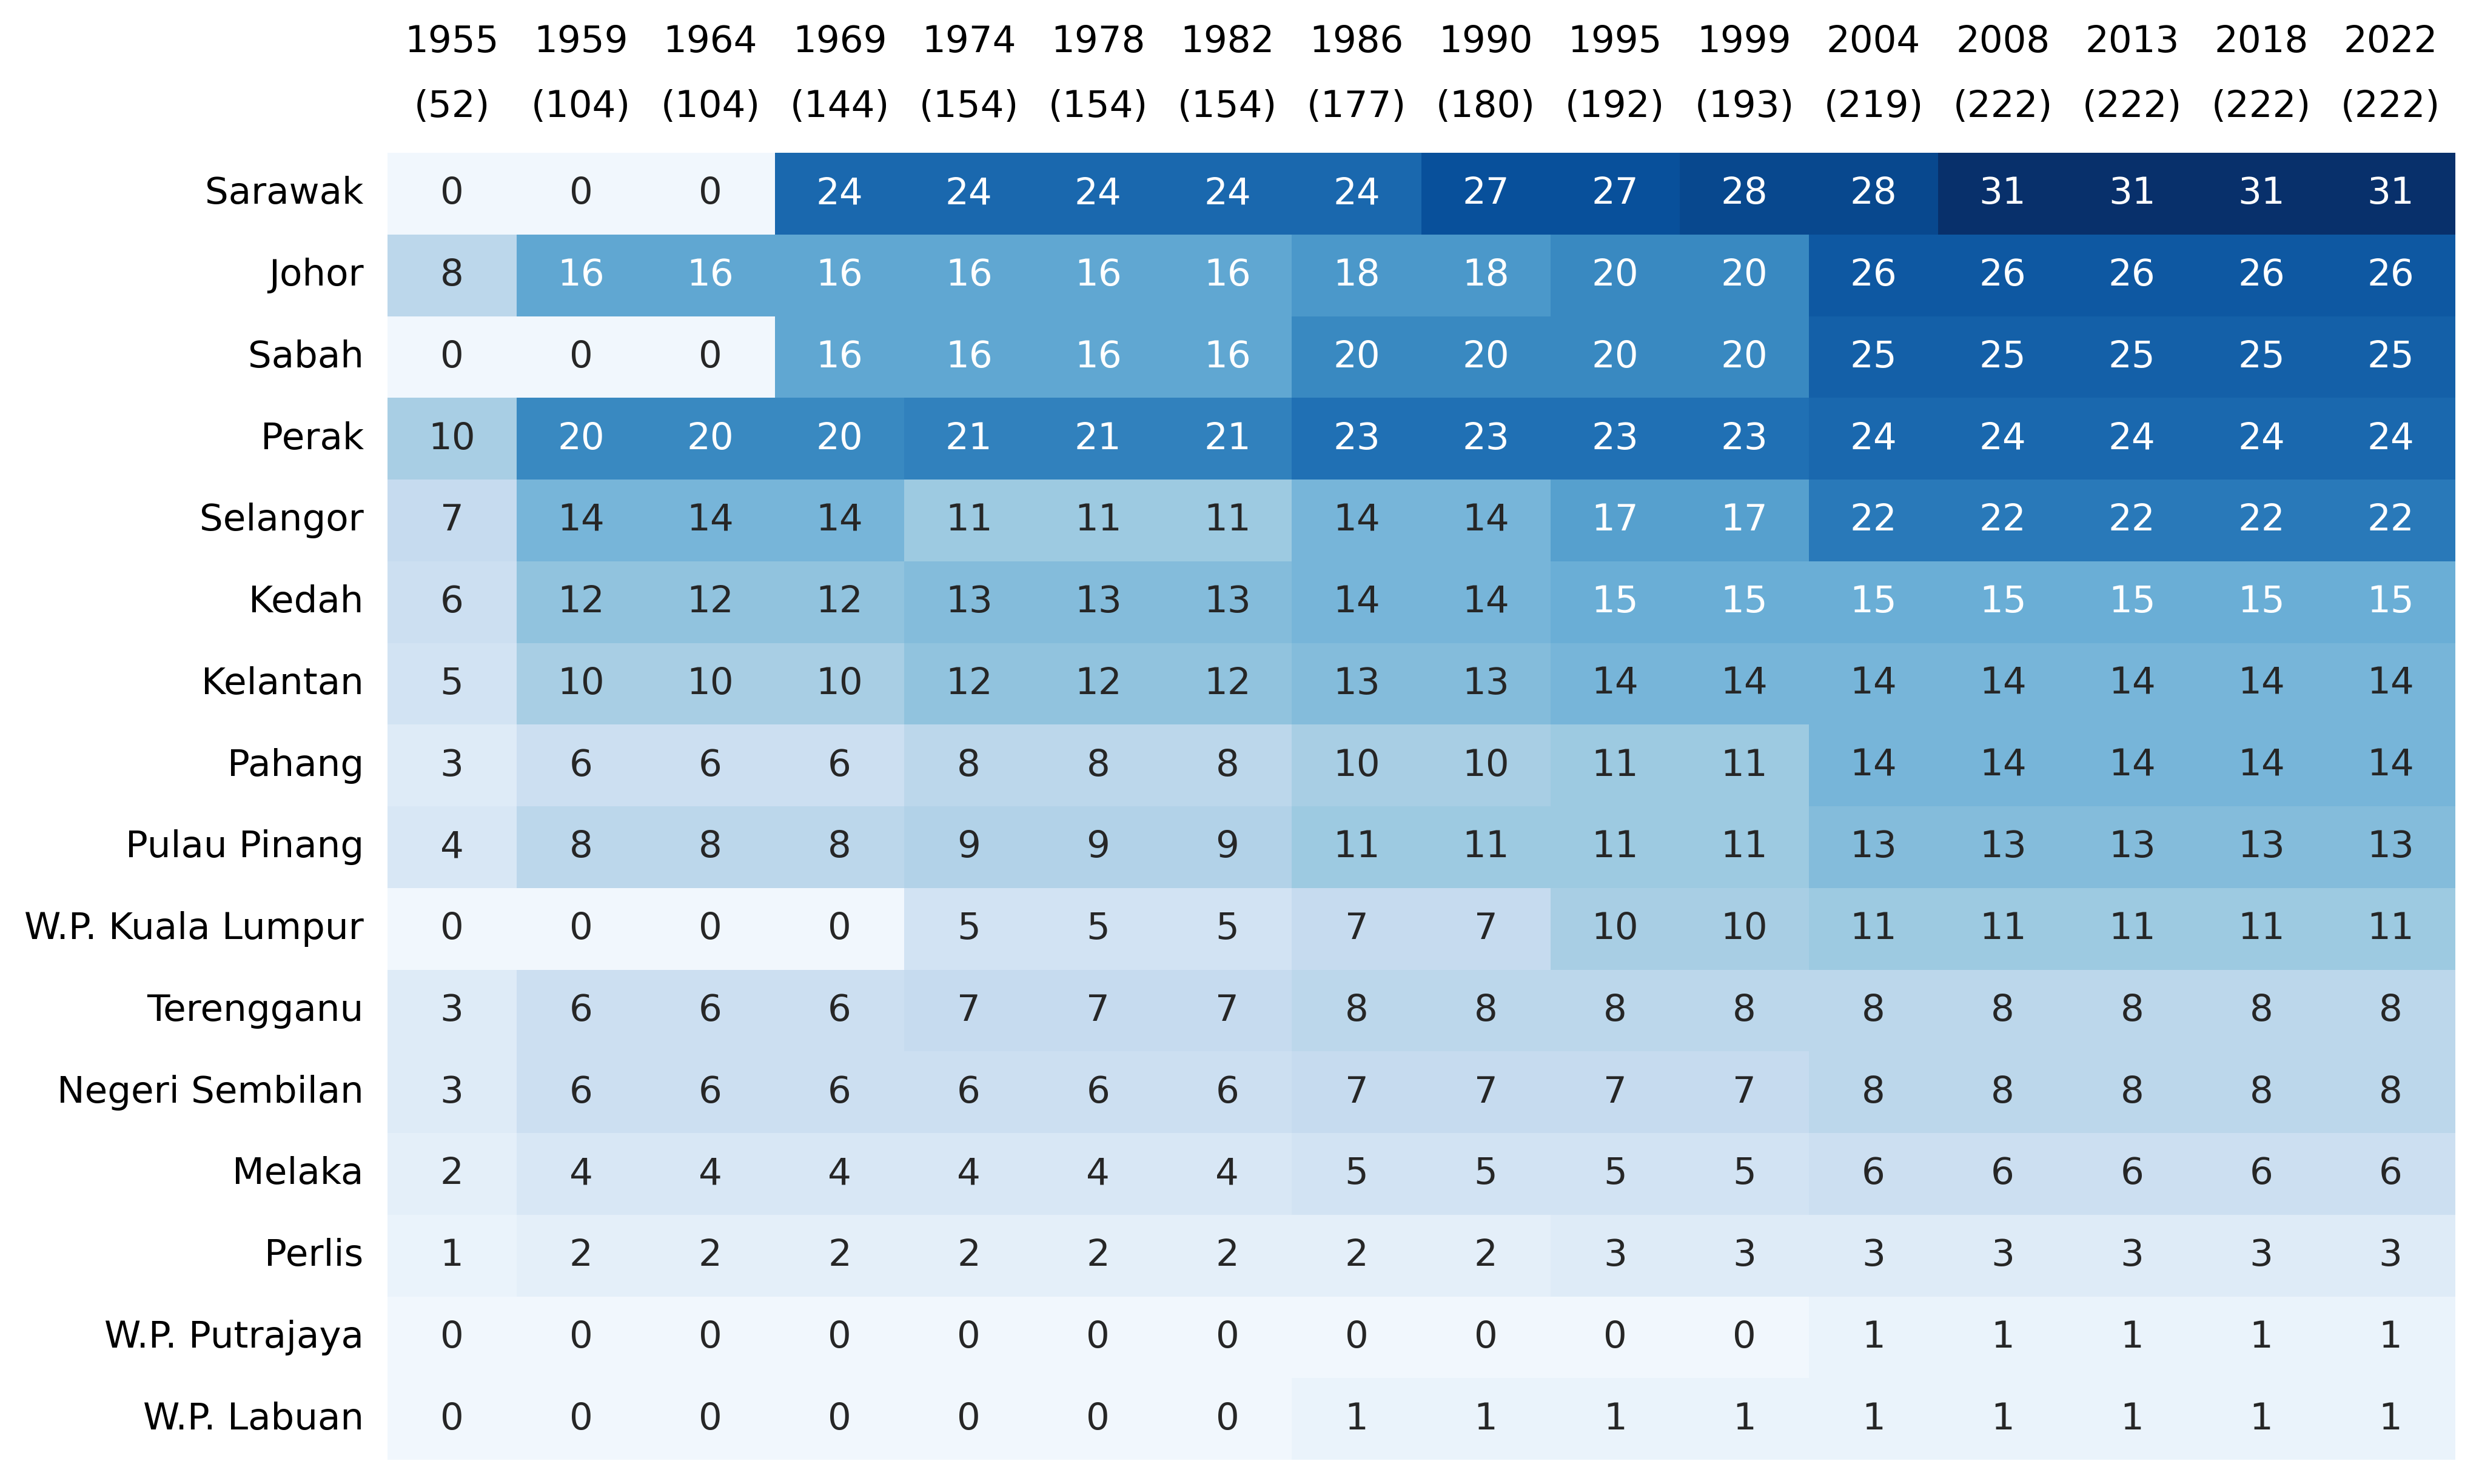 1955 1959 1964 1969 1974 1978 1982 1986 1990 1995 1999 2004 2008 2013 2018 2022
(52) (104) (104) (144) (154) (154) (154) (177) (180) (192) (193) (219) (222) (222) (222) (222)
Sarawak 0 0 0 24 24 24 24 24 27 27 28 28 31 31 31 31
Johor 8 16 16 16 16 16 16 18 18 20 20 26 26 26 26 26
Sabah 0 0 0 16 16 16 16 20 20 20 20 25 25 25 25 25
Perak 10 20 20 20 21 21 21 23 23 23 23 24 24 24 24 24
Selangor 7 14 14 14 11 11 11 14 14 17 17 22 22 22 22 22
Kedah 6 12 12 12 13 13 13 14 14 15 15 15 15 15 15 15
Kelantan 5 10 10 10 12 12 12 13 13 14 14 14 14 14 14 14
Pahang 3 6 6 6 8 8 8 10 10 11 11 14 14 14 14 14
Pulau Pinang 4 8 8 8 9 9 9 11 11 11 11 13 13 13 13 13
W.P. Kuala Lumpur 0 0 0 0 5 5 5 7 7 10 10 11 11 11 11 11
Terengganu 3 6 6 6 7 7 7 8 8 8 8 8 8 8 8 8
Negeri Sembilan 3 6 6 6 6 6 6 7 7 7 7 8 8 8 8 8
Melaka 2 4 4 4 4 4 4 5 5 5 5 6 6 6 6 6
Perlis 1 2 2 2 2 2 2 2 2 3 3 3 3 3 3 3
W.P. Putrajaya 0 0 0 0 0 0 0 0 0 0 0 1 1 1 1 1
W.P. Labuan 0 0 0 0 0 0 0 1 1 1 1 1 1 1 1 1